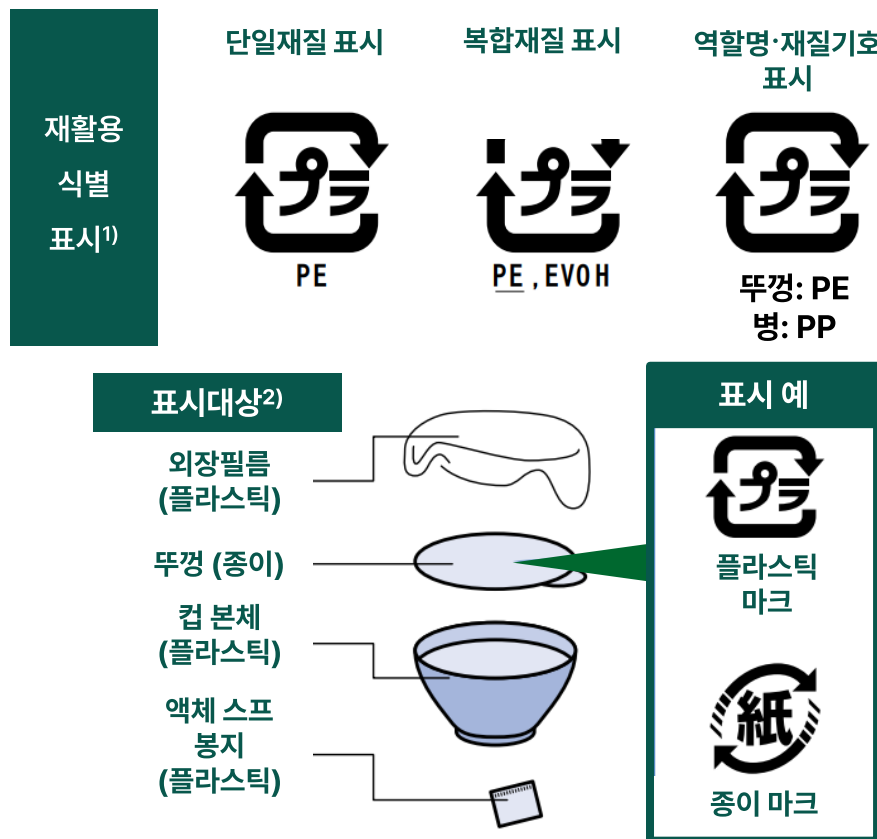 재활용
식별
표시1)
단일재질 표시
복합재질 표시
역할명·재질기호
표시
プラ
プラ
プラ
PE
PE , EVOH
뚜껑: PE
병: PP
표시대상2)
외장필름
(플라스틱)
뚜껑 (종이)
컵 본체
(플라스틱)
액체 스프
봉지
(플라스틱)
표시 예
プラ
플라스틱
마크
紙
종이 마크